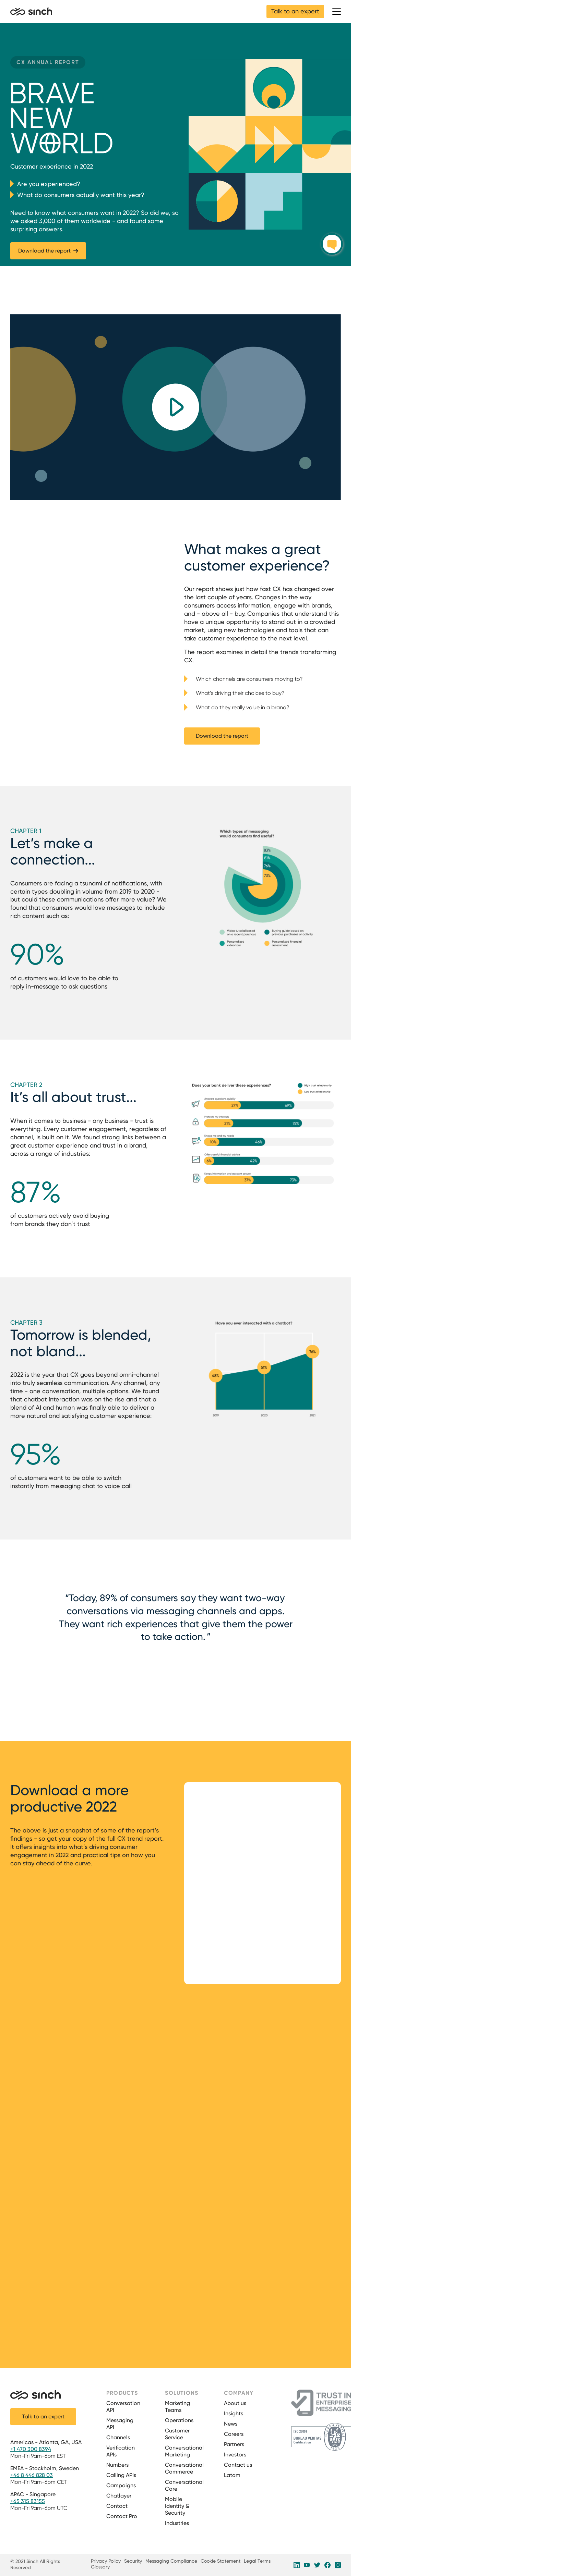 sinch
Talk to an expert
CX ANNUAL REPORT
BRAVE
NEW
WORLD
Customer experience in 2022
Are you experienced?
What do consumers actually want this year?
Need to know what consumers want in 2022? So did we, so
we asked 3,000 of them worldwide - and found some
surprising answers.
Download the report →
What makes a great
customer experience?
Our report shows just how fast CX has changed over
the last couple of years. Changes in the way
consumers access information, engage with brands,
and - above all - buy. Companies that understand this
have a unique opportunity to stand out in a crowded
market, using new technologies and tools that can
take customer experience to the next level.
The report examines in detail the trends transforming
CX.
Which channels are consumers moving to?
What's driving their choices to buy?
What do they really value in a brand?
Download the report
CHAPTER 1
Let's make a
connection...
Consumers are facing a tsunami of notifications, with
certain types doubling in volume from 2019 to 2020 -
but could these communications offer more value? We
found that consumers would love messages to include
rich content such as:
90%
of customers would love to be able to
reply in-message to ask questions
Which types of messaging
would consumers find useful?
CHAPTER 2
It's all about trust...
When it comes to business - any business - trust is
everything. Every customer engagement, regardless of
channel, is built on it. We found strong links between a
great customer experience and trust in a brand,
across a range of industries:
87%
of customers actively avoid buying
from brands they don't trust
Does your bank deliver these experiences?
CHAPTER 3
Tomorrow is blended,
not bland...
2022 is the year that CX goes beyond omni-channel
into truly seamless communication. Any channel, any
time - one conversation, multiple options. We found
that chatbot interaction was on the rise and that a
blend of AI and human was finally able to deliver a
more natural and satisfying customer experience:
95%
of customers want to be able to switch
instantly from messaging chat to voice call
Have you ever interacted with a chatbot?
2019
2020
2021
"Today, 89% of consumers say they want two-way
conversations via messaging channels and apps.
They want rich experiences that give them the power
to take action."
Download a more
productive 2022
The above is just a snapshot of some of the report's
findings - so get your copy of the full CX trend report.
It offers insights into what's driving consumer
engagement in 2022 and practical tips on how you
can stay ahead of the curve.
sinch
Talk to an expert
Americas - Atlanta, GA, USA
+1 470 300 8394
Mon-Fri 9am-6pm EST
EMEA - Stockholm, Sweden
+46 8 446 828 03
Mon-Fri 9am-6pm CET
APAC - Singapore
+65 315 83155
Mon-Fri 9am-6pm UTC
PRODUCTS
Conversation
API
Messaging
API
Channels
Verification
APIs
Numbers
Calling APIs
Campaigns
Chatlayer
Contact
Contact Pro
SOLUTIONS
Marketing
Teams
Operations
Customer
Service
Conversational
Marketing
Conversational
Commerce
Conversational
Care
Mobile
Identity &
Security
Industries
COMPANY
About us
Insights
News
Careers
Partners
Investors
Contact us
Latam
TRUST IN
ENTERPRISE
MESSAGING
BUREAU VERITAS
Certification
© 2021 Sinch All Rights
Reserved
Privacy Policy Security Messaging Compliance Cookie Statement Legal Terms
Glossary